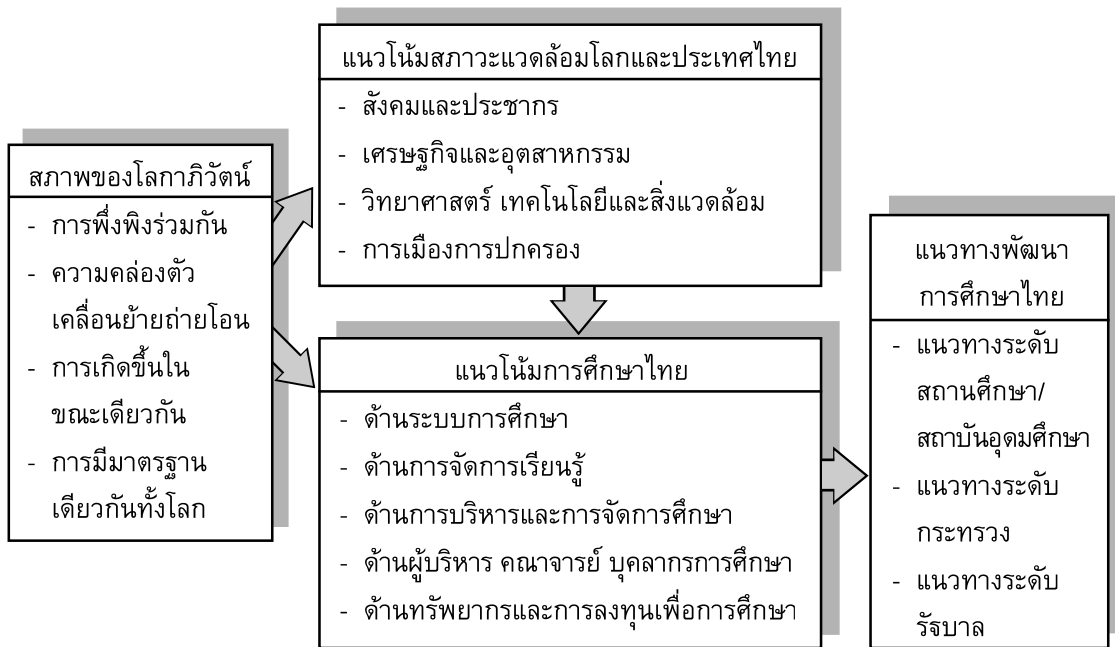 สภาพของโลกาภิวัตน์
- การพึ่งพิงร่วมกัน
- ความคล่องตัว
เคลื่อนย้ายถ่ายโอน
- การเกิดขึ้นใน
ขณะเดียวกัน
- การมีมาตรฐาน
เดียวกันทั้งโลก
แนวโน้มสภาวะแวดล้อมโลกและประเทศไทย
- สังคมและประชากร
- เศรษฐกิจและอุตสาหกรรม
- วิทยาศาสตร์ เทคโนโลยีและสิ่งแวดล้อม
- การเมืองการปกครอง
แนวโน้มการศึกษาไทย
- ด้านระบบการศึกษา
- ด้านการจัดการเรียนรู้
- ด้านการบริหารและการจัดการศึกษา
- ด้านผู้บริหาร คณาจารย์ บุคลากรการศึกษา
- ด้านทรัพยากรและการลงทุนเพื่อการศึกษา
แนวทางพัฒนา
การศึกษาไทย
- แนวทางระดับ
สถานศึกษา/
สถาบันอุดมศึกษา
- แนวทางระดับ
กระทรวง
- แนวทางระดับ
รัฐบาล